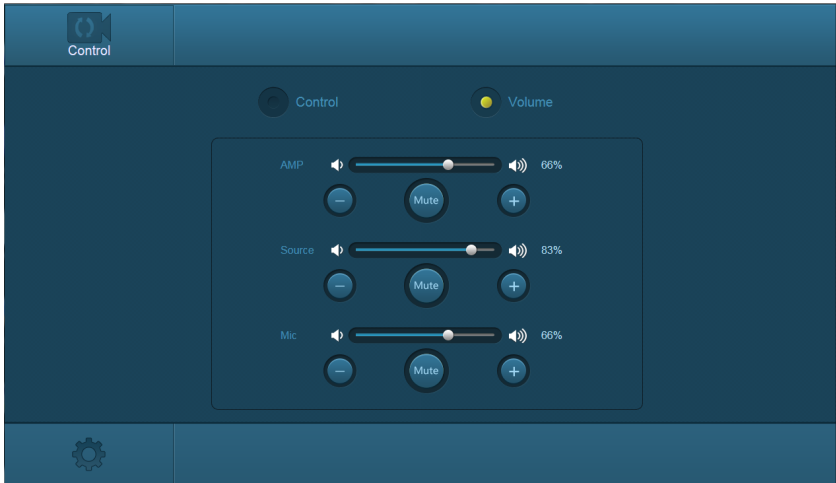 Control
Control Volume
AMP 66%
Mute
Source 83%
Mute
Mic 66%
Mute